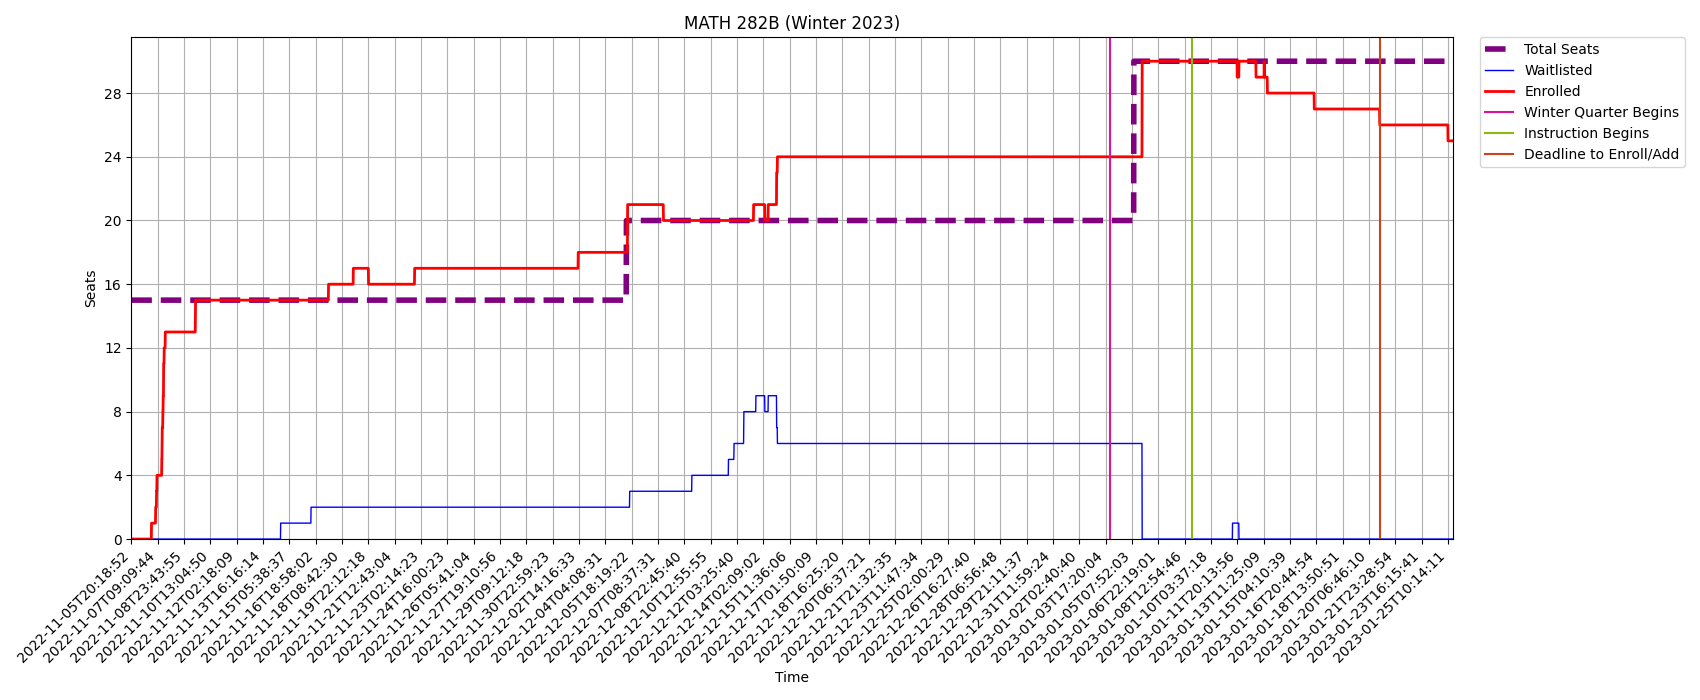 MATH 282B (Winter 2023)
Total Seats
Waitlisted
Enrolled
Winter Quarter Begins
Instruction Begins
Deadline to Enroll/Add
Seats
28
24
20
16
12
8
4
0
2022-11-05T20:18:52
2022-11-07T09:09:44
2022-11-08T23:43:55
2022-11-10T13:04:50
2022-11-12T02:18:09
2022-11-13T16:16:14
2022-11-15T05:38:37
2022-11-16T18:58:02
2022-11-18T08:42:30
2022-11-19T22:12:18
2022-11-21T12:43:04
2022-11-23T02:14:23
2022-11-24T16:00:23
2022-11-26T05:41:04
2022-11-27T19:10:56
2022-11-29T09:12:18
2022-11-30T22:59:23
2022-12-02T14:16:33
2022-12-04T04:08:31
2022-12-05T18:19:22
2022-12-07T08:37:31
2022-12-08T22:45:40
2022-12-10T12:55:55
2022-12-12T03:25:40
2022-12-14T02:09:02
2022-12-15T11:36:06
2022-12-17T01:50:09
2022-12-18T16:25:20
2022-12-20T06:37:21
2022-12-21T21:32:35
2022-12-23T11:47:34
2022-12-25T02:00:29
2022-12-26T16:27:40
2022-12-28T06:56:48
2022-12-29T21:11:37
2022-12-31T11:59:24
2023-01-02T02:40:40
2023-01-03T17:20:04
2023-01-05T07:52:03
2023-01-06T22:19:01
2023-01-08T12:54:46
2023-01-10T03:37:18
2023-01-11T20:13:56
2023-01-13T11:25:09
2023-01-15T04:10:39
2023-01-16T20:44:54
2023-01-18T13:50:51
2023-01-20T06:46:10
2023-01-21T23:28:54
2023-01-23T16:15:41
2023-01-25T10:14:11
Time